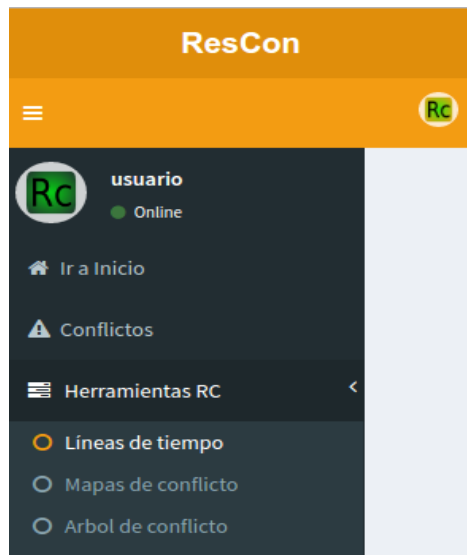 ResCon
Rc
Rc
usuario
Online
Ir a Inicio
Conflictos
Herramientas RC
Líneas de tiempo
Mapas de conflicto
Arbol de conflicto